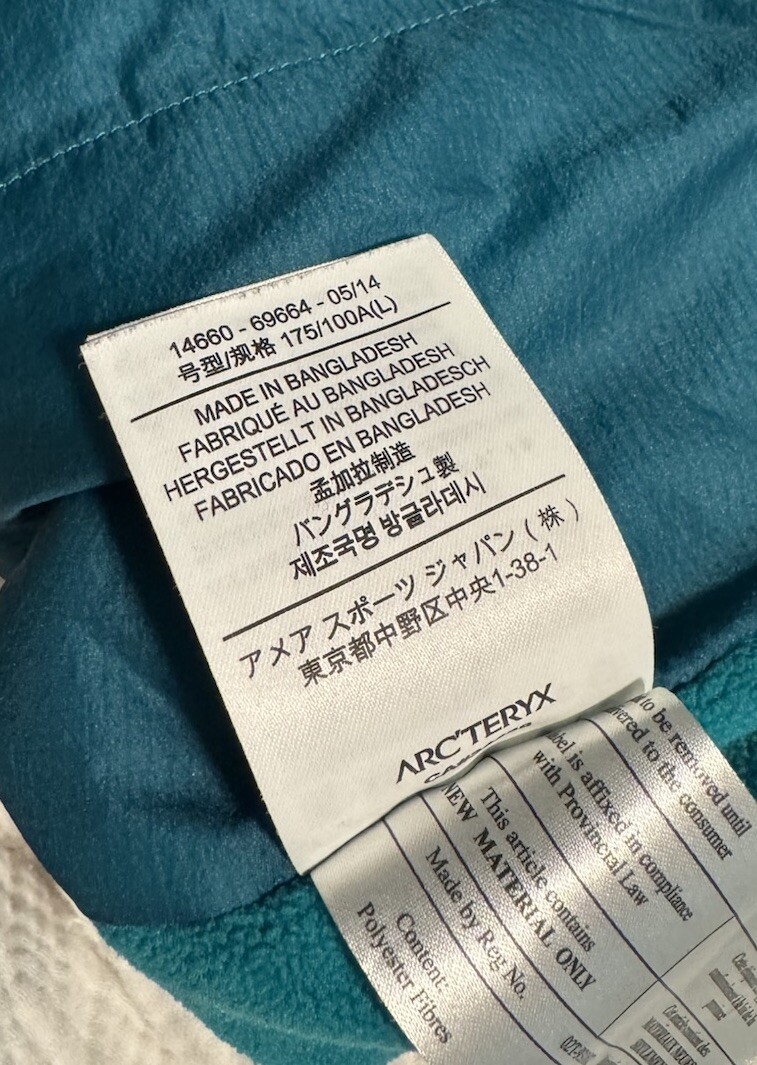 14660 - 69664 - 05/14
号型/规格 175/100A(L)
MADE IN BANGLADESH
FABRIQUÉ AU BANGLADESH
HERGESTELLT IN BANGLADESCH
FABRICADO EN BANGLADESH
孟加拉制造
バングラデシュ製
제조국명 방글라데시
アメア スポーツ ジャパン ( 株 )
東京都中野区中央1-38-1
ARC'TERYX
to be removed until
to the consumer
is affixed in compliance
with Provincial Law
This article contains
NEW MATERIAL ONLY
Made by Reg No.
Content:
Polyester Fibres